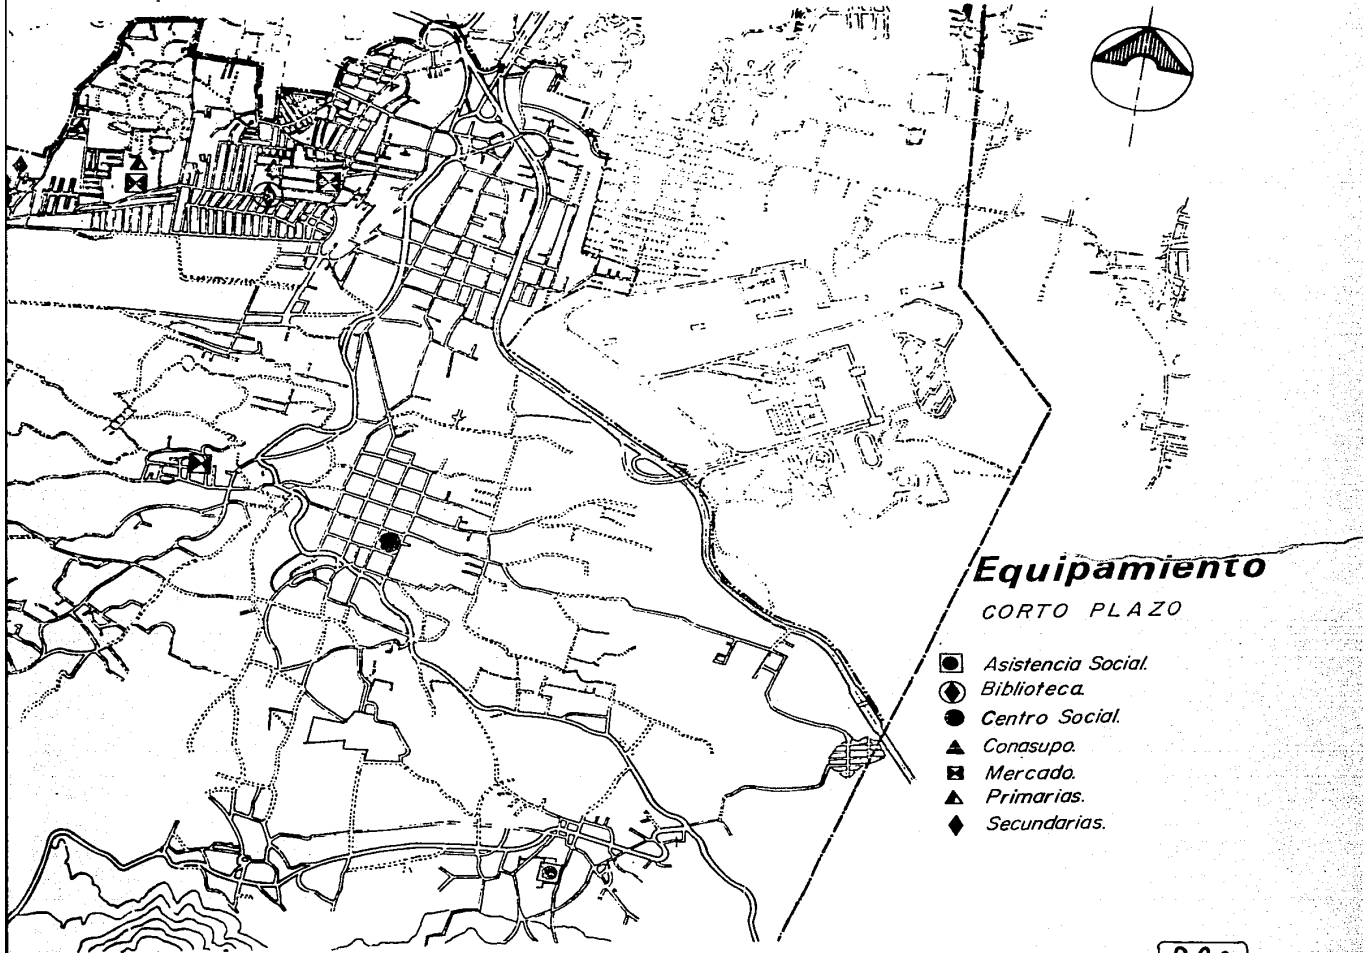 Equipamiento
CORTO PLAZO
Asistencia Social.
Biblioteca.
Centro Social.
Conasupo.
Mercado.
Primarias.
Secundarias.